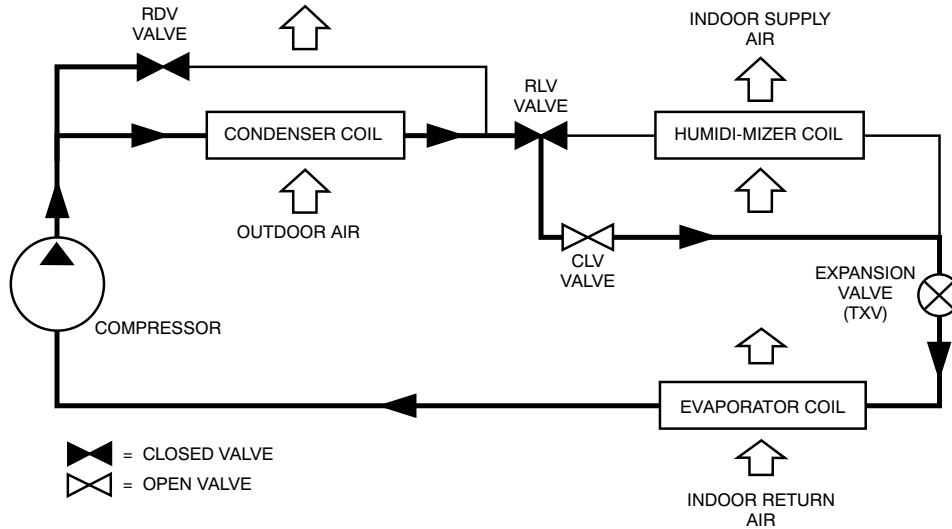 RDV
VALVE
INDOOR SUPPLY
AIR
RLV
VALVE
CONDENSER COIL
HUMIDI-MIZER COIL
OUTDOOR AIR
CLV
VALVE
EXPANSION
VALVE
(TXV)
COMPRESSOR
EVAPORATOR COIL
= CLOSED VALVE
= OPEN VALVE
INDOOR RETURN
AIR